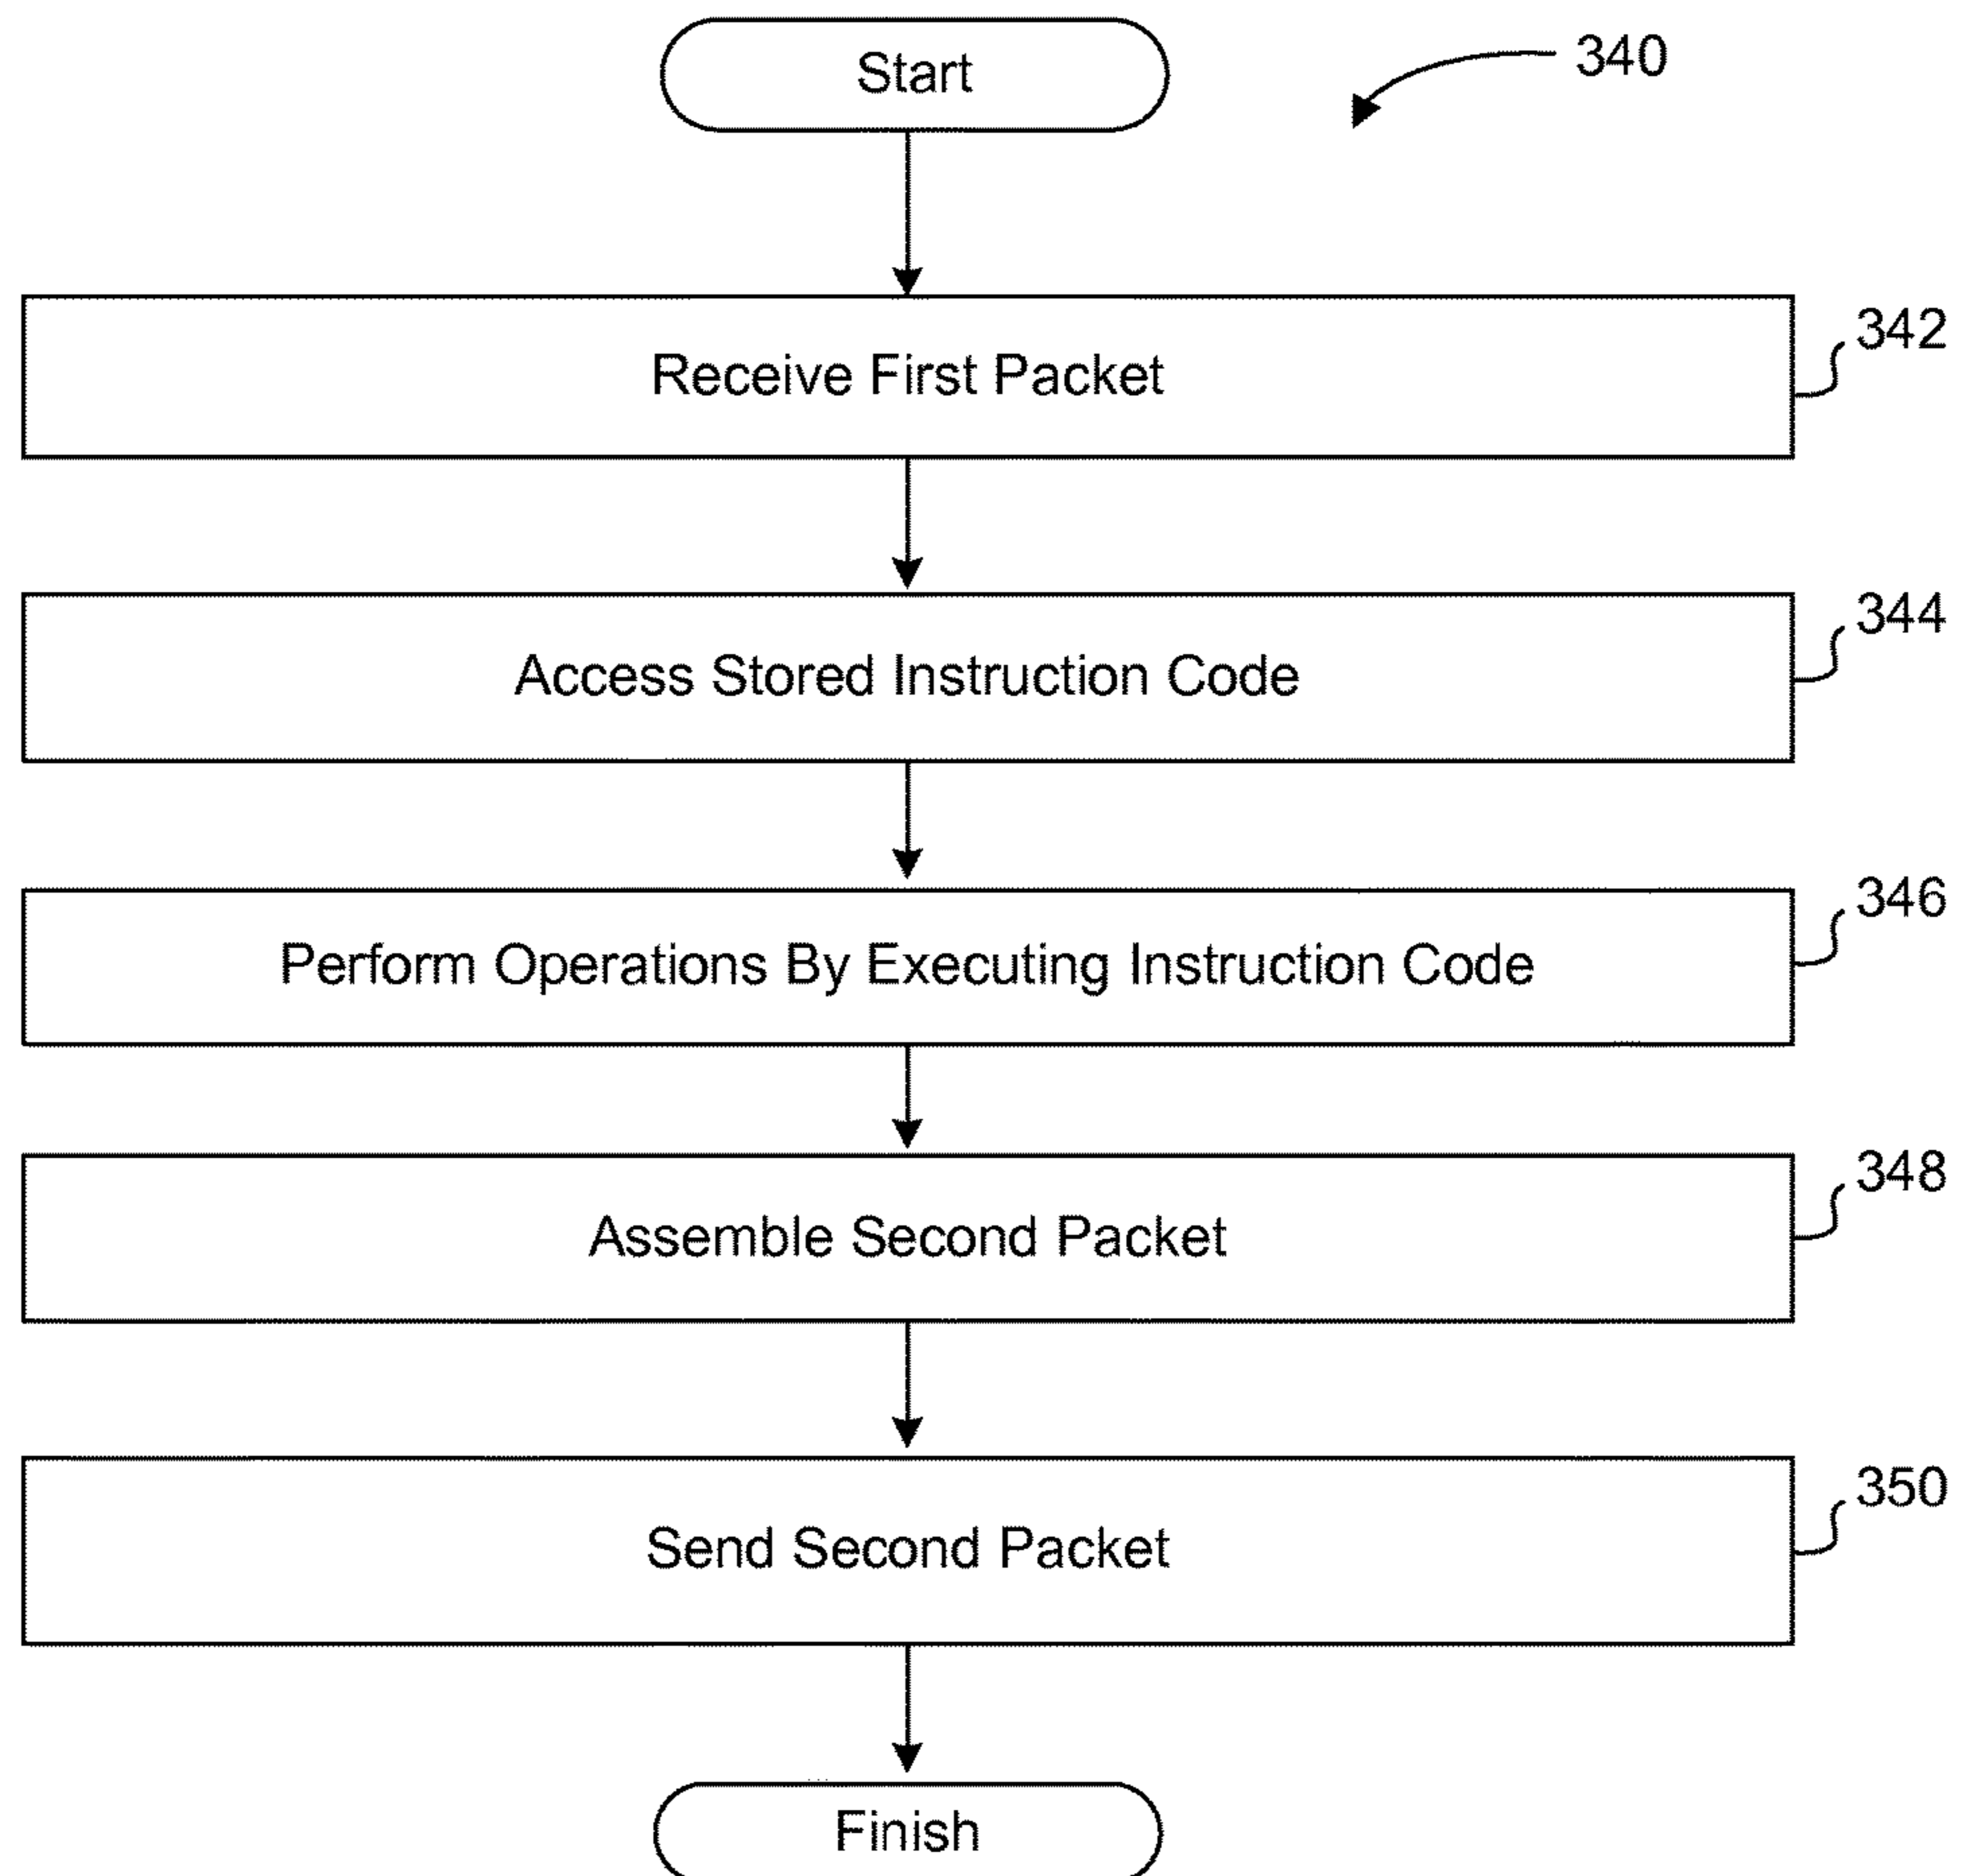 Start
340
Receive First Packet
342
Access Stored Instruction Code
344
Perform Operations By Executing Instruction Code
346
Assemble Second Packet
348
Send Second Packet
350
Finish